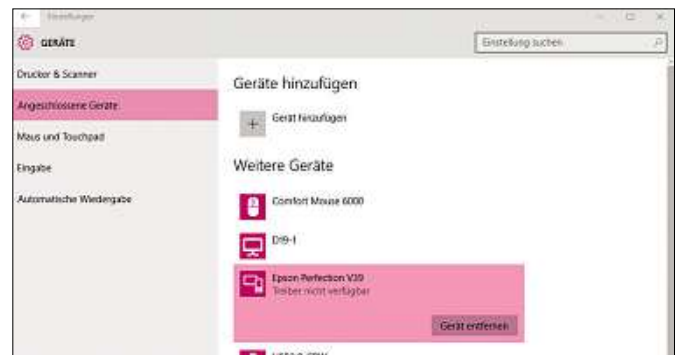 Einstellungen
GERÄTE
Einstellung suchen
Drucker & Scanner
Angeschlossene Geräte
Maus und Touchpad
Eingabe
Automatische Wiedergabe
Geräte hinzufügen
Gerät hinzufügen
Weitere Geräte
Comfort Mouse 6000
D19-1
Epson Perfection V39
Treiber nicht verfügbar
Gerät entfernen